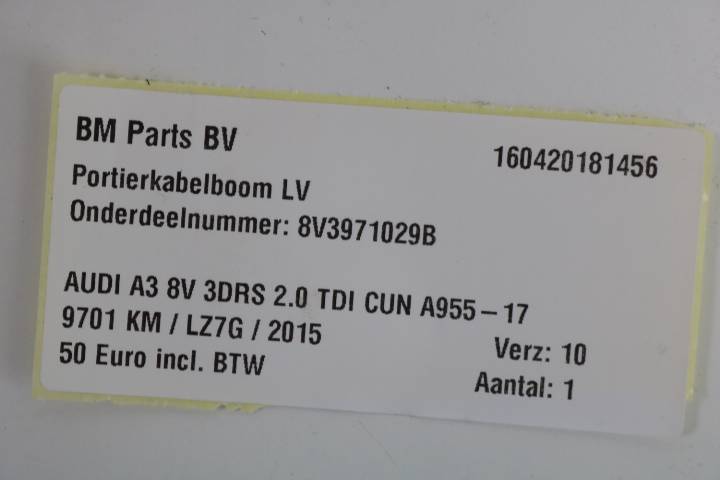 BM Parts BV
160420181456
Portierkabelboom LV
Onderdeelnummer: 8V3971029B
AUDI A3 8V 3DRS 2.0 TDI CUN A955-17
9701 KM / LZ7G / 2015
Verz: 10
50 Euro incl. BTW
Aantal: 1